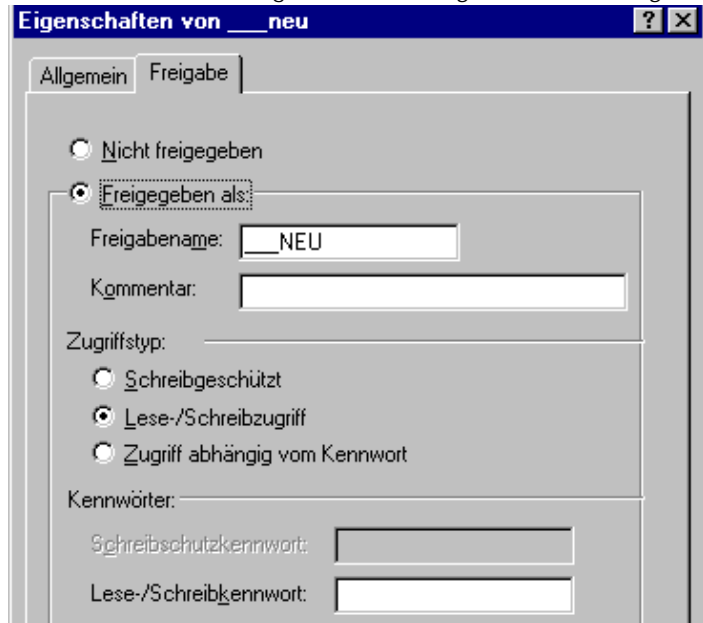 Eigenschaften von ___neu
Allgemein Freigabe
Nicht freigegeben
Freigegeben als:
Freigabename: ___NEU
Kommentar:
Zugriffstyp:
Schreibgeschützt
Lese-/Schreibzugriff
Zugriff abhängig vom Kennwort
Kennwörter:
Schreibschutzkennwort:
Lese-/Schreibkennwort: